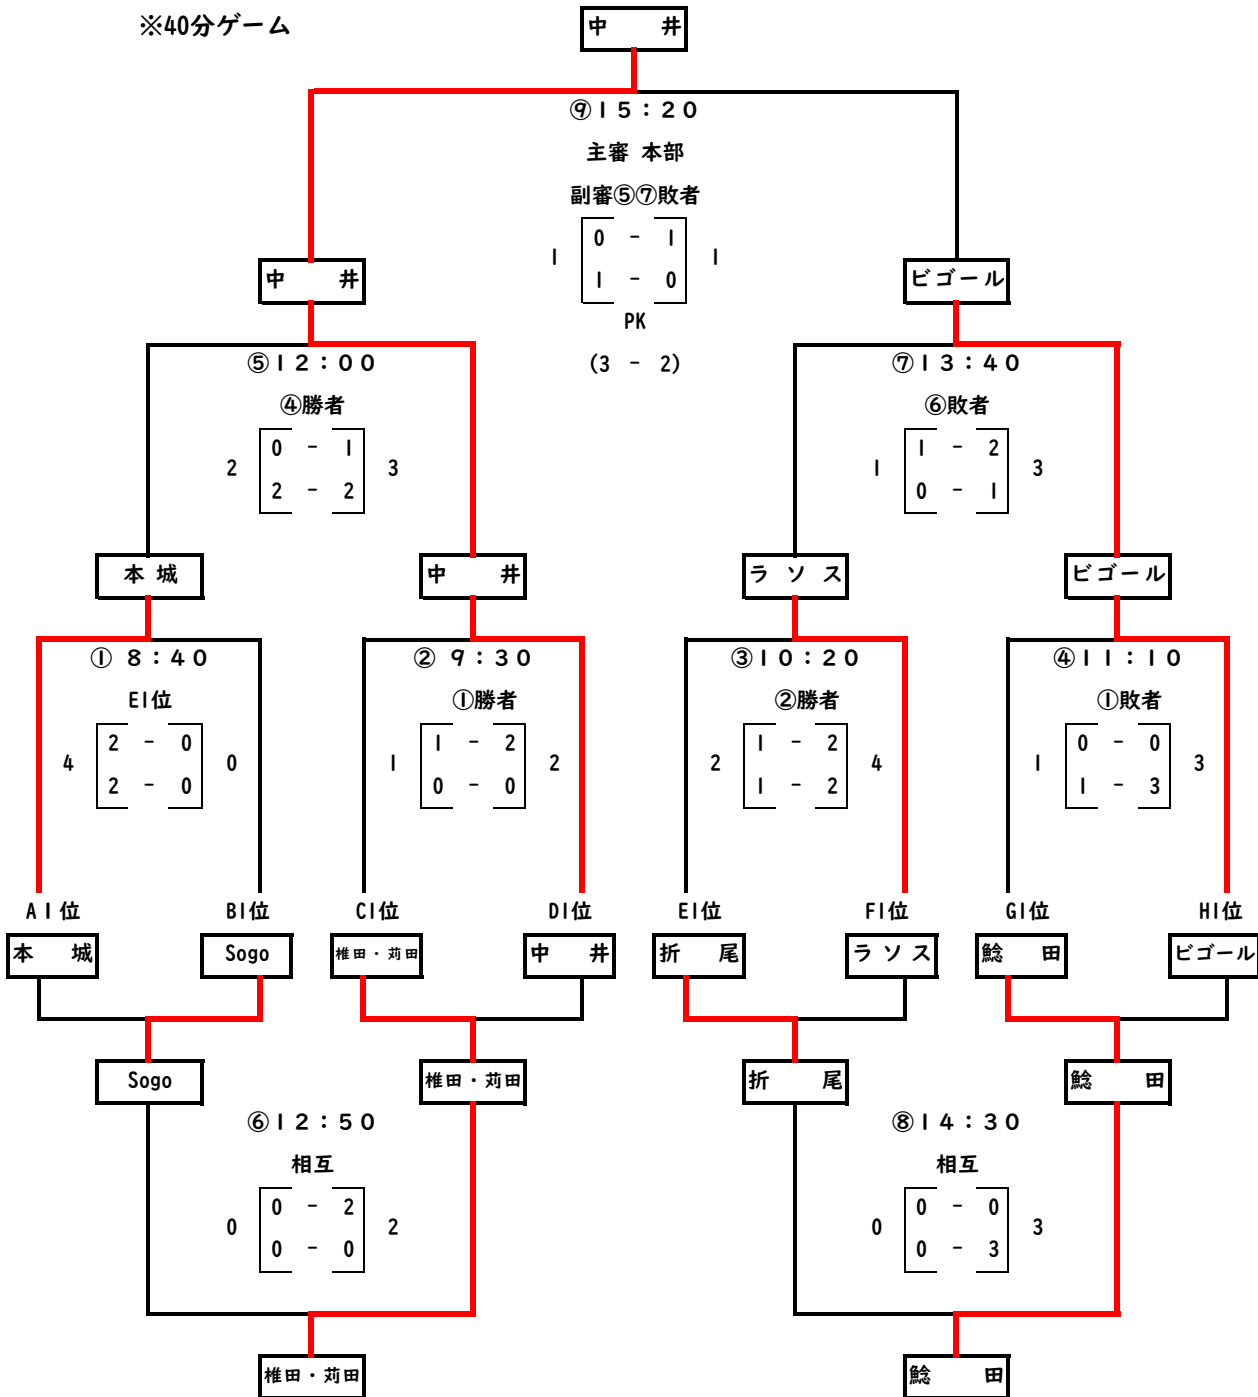 ※40分ゲーム
中 井
⑨15:20
主審 本部
副審⑤⑦敗者
0 - 1
1 1
1 - 0
PK
(3 - 2)
中 井
ビゴール
⑤12:00
⑦13:40
④勝者
⑥敗者
0 - 1
1 - 2
2 3
1 3
2 - 2
0 - 1
本 城
中 井
ラ ソ ス
ビゴール
① 8:40
② 9:30
③10:20
④11:10
E1位
①勝者
②勝者
①敗者
2 - 0
1 - 2
1 - 2
0 - 0
4 0
1 2
2 4
1 3
2 - 0
0 - 0
1 - 2
1 - 3
A1位
B1位
C1位
D1位
E1位
F1位
G1位
H1位
本 城
Sogo
椎田・苅田
中 井
折 尾
ラ ソ ス
鯰 田
ビゴール
Sogo
椎田・苅田
折 尾
鯰 田
⑥12:50
⑧14:30
相互
相互
0 - 2
0 - 0
0 2
0 3
0 - 0
0 - 3
椎田・苅田
鯰 田